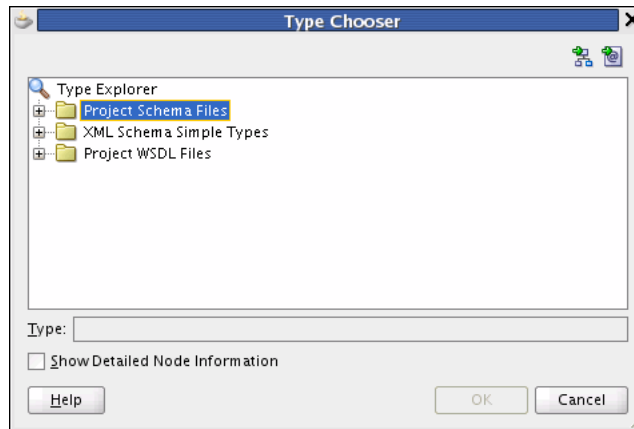 Type Chooser
Type Explorer
Project Schema Files
XML Schema Simple Types
Project WSDL Files
Type:
Show Detailed Node Information
Help
OK
Cancel